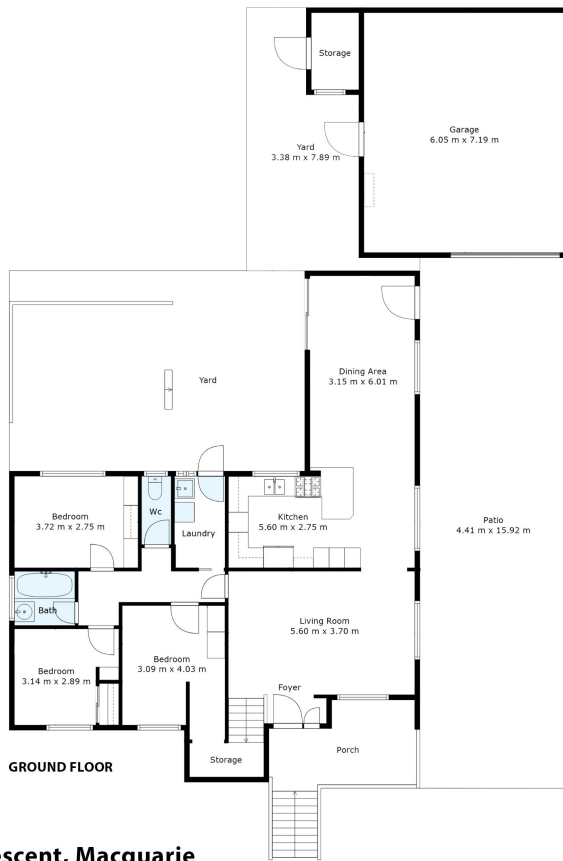 Storage
Garage
6.05 m x 7.19 m
Yard
3.38 m x 7.89 m
Dining Area
3.15 m x 6.01 m
Yard
Bedroom
3.72 m x 2.75 m
Wc
Laundry
Kitchen
5.60 m x 2.75 m
Patio
4.41 m x 15.92 m
Bath
Living Room
5.60 m x 3.70 m
Bedroom
3.14 m x 2.89 m
Bedroom
3.09 m x 4.03 m
Foyer
Porch
Storage
GROUND FLOOR
escent, Macquarie